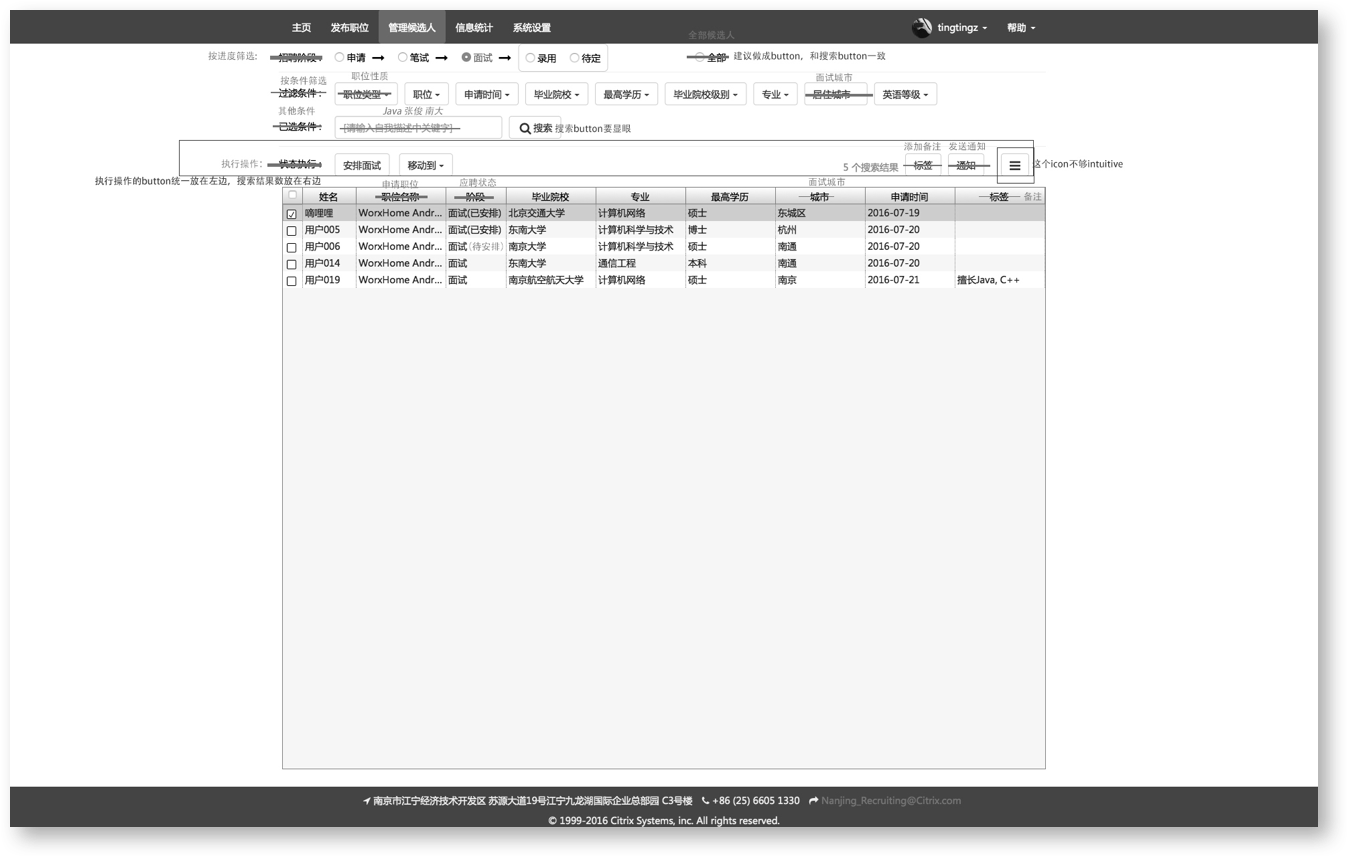 主页 发布职位 管理候选人 信息统计 系统设置 tingtingz 帮助
全部候选人
按进度筛选: 招聘阶段: 申请 笔试 面试 录用 待定 全部 建议做成button，和搜索button一致
按条件筛选 职位性质 面试城市
过滤条件: 职位类型 职位 申请时间 毕业院校 最高学历 毕业院校级别 专业 居住城市 英语等级
其他条件 Java 张俊 南大
已选条件: [请输入自我描述中关键字] 搜索 搜索button要显眼
添加备注 发送通知
执行操作: 状态执行: 安排面试 移动到 5 个搜索结果 标签 通知 这个icon不够intuitive
执行操作的button统一放在左边，搜索结果数放在右边
申请职位 应聘状态 面试城市
姓名 职位名称 阶段 毕业院校 专业 最高学历 城市 申请时间 标签 备注
嘀哩哩 WorxHome Andr... 面试(已安排) 北京交通大学 计算机网络 硕士 东城区 2016-07-19
用户005 WorxHome Andr... 面试(已安排) 东南大学 计算机科学与技术 博士 杭州 2016-07-20
用户006 WorxHome Andr... 面试(待安排) 南京大学 计算机科学与技术 硕士 南通 2016-07-20
用户014 WorxHome Andr... 面试 东南大学 通信工程 本科 南通 2016-07-20
用户019 WorxHome Andr... 面试 南京航空航天大学 计算机网络 硕士 南京 2016-07-21 擅长Java, C++
南京市江宁经济技术开发区 苏源大道19号江宁九龙湖国际企业总部园 C3号楼 +86 (25) 6605 1330 Nanjing_Recruiting@Citrix.com
© 1999-2016 Citrix Systems, inc. All rights reserved.